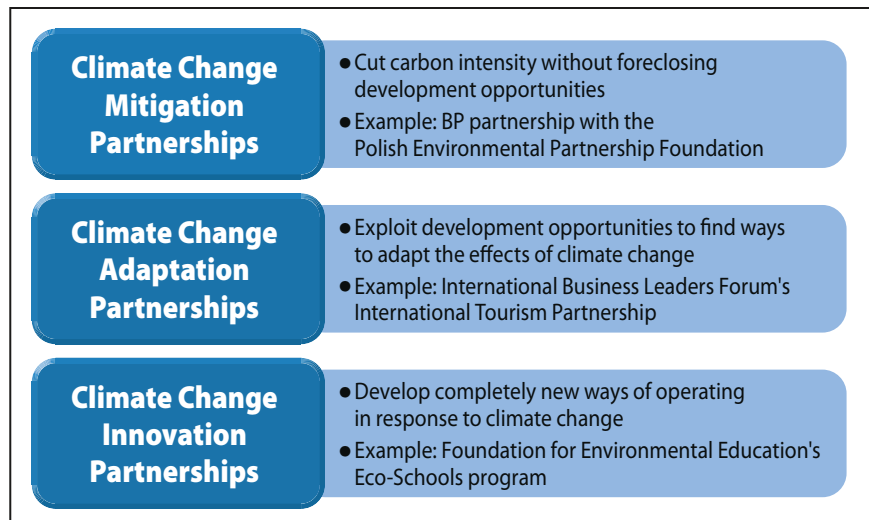 Climate Change
Mitigation
Partnerships
● Cut carbon intensity without foreclosing
development opportunities
● Example: BP partnership with the
Polish Environmental Partnership Foundation
Climate Change
Adaptation
Partnerships
● Exploit development opportunities to find ways
to adapt the effects of climate change
● Example: International Business Leaders Forum's
International Tourism Partnership
Climate Change
Innovation
Partnerships
● Develop completely new ways of operating
in response to climate change
● Example: Foundation for Environmental Education's
Eco-Schools program